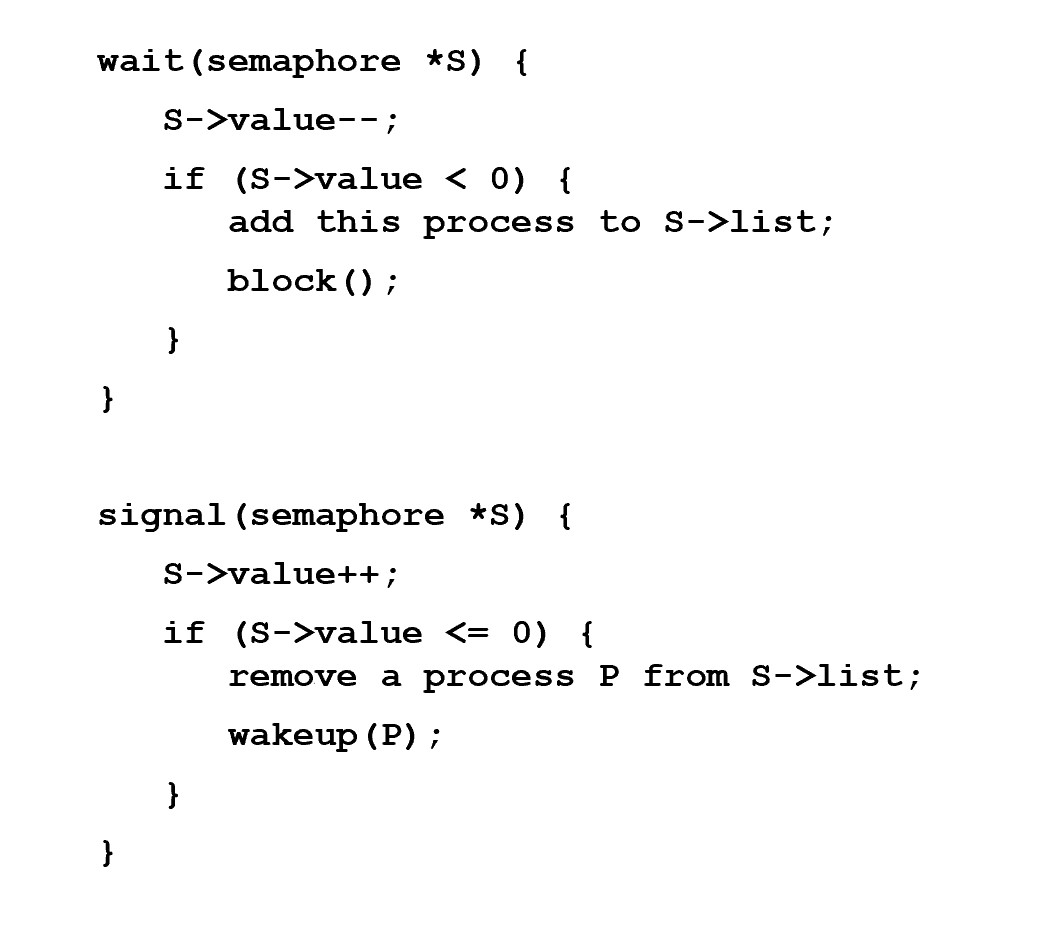 wait(semaphore *S) {
S->value--;
if (S->value < 0) {
add this process to S->list;
block();
}
}
signal(semaphore *S) {
S->value++;
if (S->value <= 0) {
remove a process P from S->list;
wakeup(P);
}
}